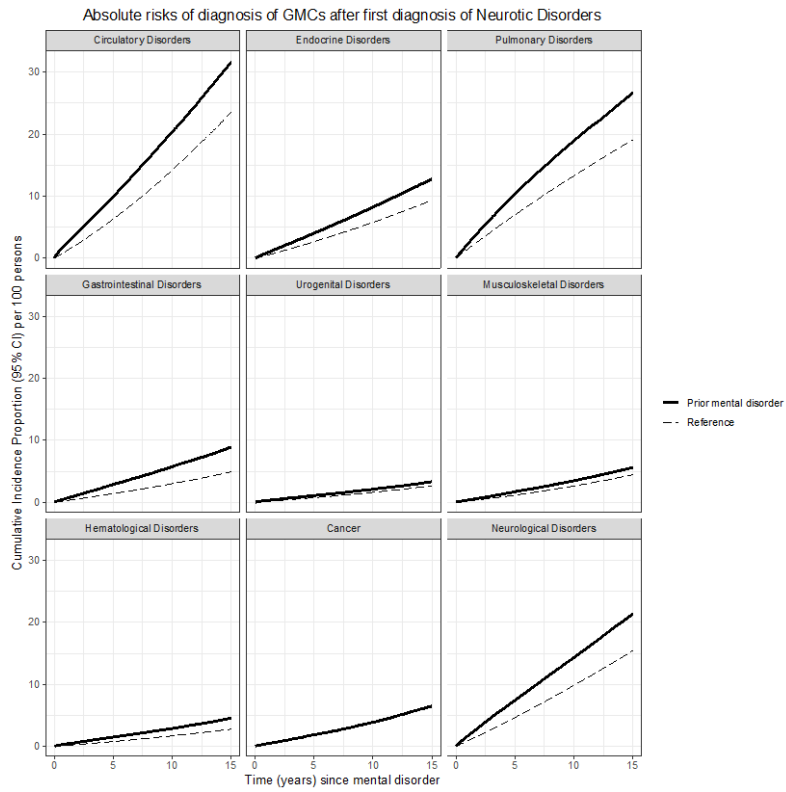 Absolute risks of diagnosis of GMCs after first diagnosis of Neurotic Disorders
Circulatory Disorders
Endocrine Disorders
Pulmonary Disorders
30
20
10
0
Gastrointestinal Disorders
Urogenital Disorders
Musculoskeletal Disorders
30
20
10
0
Hematological Disorders
Cancer
Neurological Disorders
30
20
10
0
0 5 10 15
0 5 10 15
0 5 10 15
Cumulative Incidence Proportion (95% CI) per 100 persons
Time (years) since mental disorder
Prior mental disorder
Reference